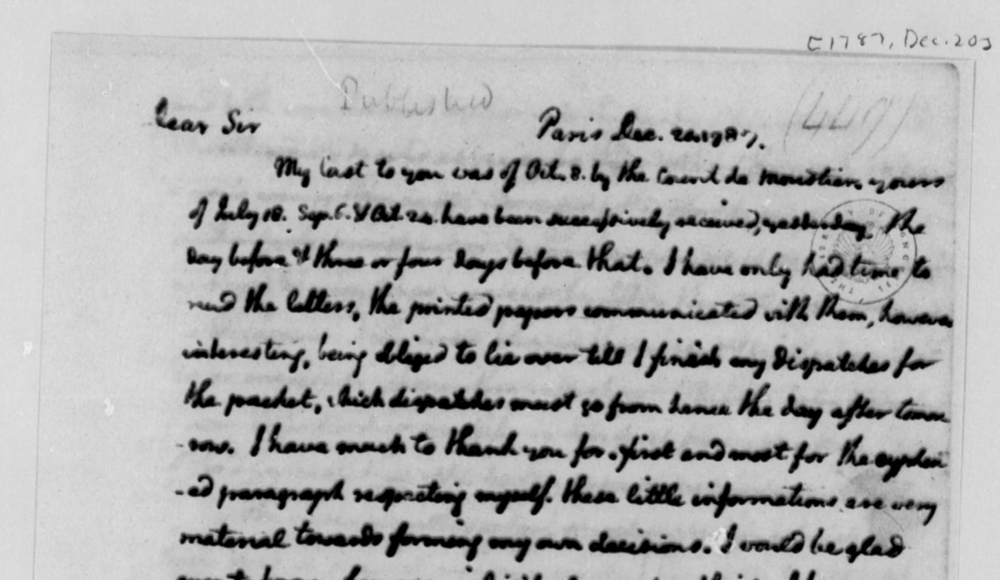 [1787, Dec. 20]
Published
(449)
Dear Sir Paris Dec. 20. 1787.
My last to you was of Oct. 8. by the Count de Moustier. yours
of July 18. Sep. 6. & Oct. 24. have been successively received, yesterday, the
day before & three or four days before that. I have only had time to
read the letters, the printed papers communicated with them, however
interesting, being obliged to lie over till I finish my dispatches for
the packet, which dispatches must go from hence the day after tomor
-row. I have much to thank you for. first and most for the cypher
-ed paragraph respecting myself. these little informations are very
material towards forming my own decisions. I would be glad